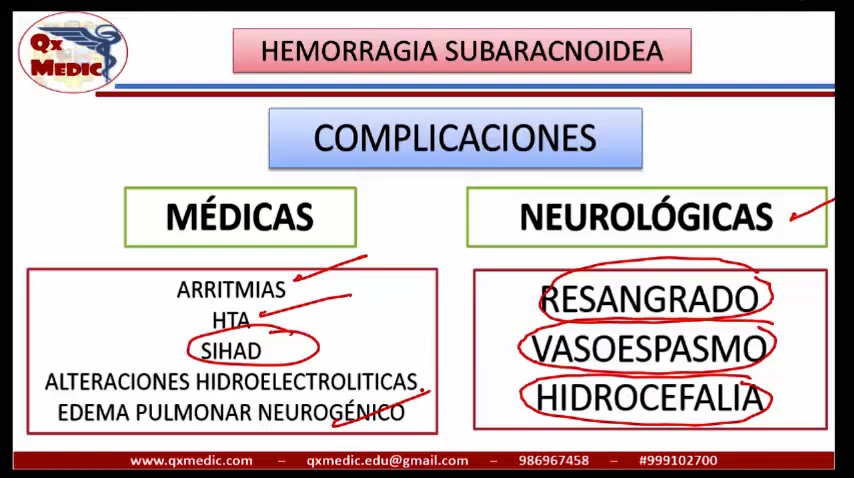 Qx
MEDIC
HEMORRAGIA SUBARACNOIDEA
COMPLICACIONES
MÉDICAS
ARRITMIAS
HTA
SIHAD
ALTERACIONES HIDROELECTROLITICAS
EDEMA PULMONAR NEUROGÉNICO
NEUROLÓGICAS
RESANGRADO
VASOESPASMO
HIDROCEFALIA
www.qxmedic.com – qxmedic.edu@gmail.com – 986967458 – #999102700